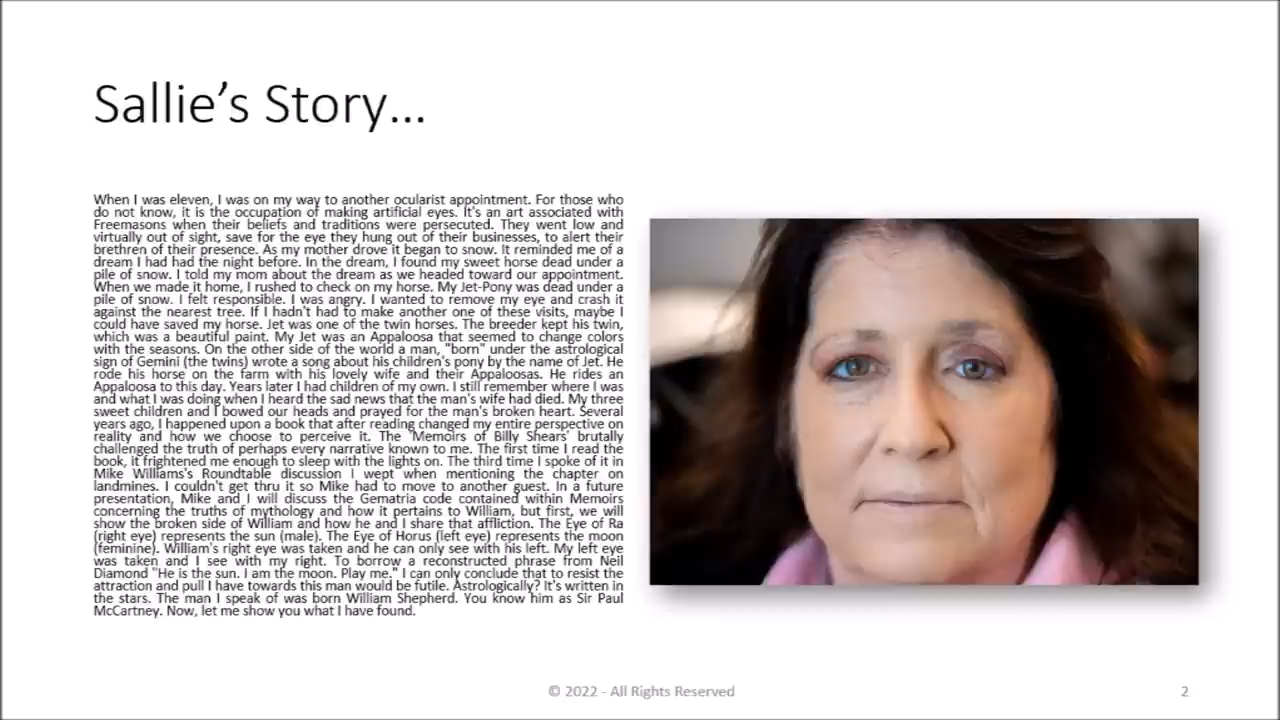 Sallie’s Story…
When I was eleven, I was on my way to another ocularist appointment. For those who
do not know, it is the occupation of making artificial eyes. It's an art associated with
Freemasons when their beliefs and traditions were persecuted. They went low and
virtually out of sight, save for the eye they hung out of their businesses, to alert their
brethren of their presence. As my mother drove it began to snow. It reminded me of a
dream I had had the night before. In the dream, I found my sweet horse dead under a
pile of snow. I told my mom about the dream as we headed toward our appointment.
When we made it home, I rushed to check on my horse. My Jet-Pony was dead under a
pile of snow. I felt responsible. I was angry. I wanted to remove my eye and crash it
against the nearest tree. If I hadn't had to make another one of these visits, maybe I
could have saved my horse. Jet was one of the twin horses. The breeder kept his twin,
which was a beautiful paint. My Jet was an Appaloosa that seemed to change colors
with the seasons. On the other side of the world a man, "born" under the astrological
sign of Gemini (the twins) wrote a song about his children's pony by the name of Jet. He
rode his horse on the farm with his lovely wife and their Appaloosas. He rides an
Appaloosa to this day. Years later I had children of my own. I still remember where I was
and what I was doing when I heard the sad news that the man's wife had died. My three
sweet children and I bowed our heads and prayed for the man's broken heart. Several
years ago, I happened upon a book that after reading changed my entire perspective on
reality and how we choose to perceive it. The 'Memoirs of Billy Shears' brutally
challenged the truth of perhaps every narrative known to me. The first time I read the
book, it frightened me enough to sleep with the lights on. The third time I spoke of it in
Mike Williams's Roundtable discussion I wept when mentioning the chapter on
landmines. I couldn't get thru it so Mike had to move to another guest. In a future
presentation, Mike and I will discuss the Gematria code contained within Memoirs
concerning the truths of mythology and how it pertains to William, but first, we will
show the broken side of William and how he and I share that affliction. The Eye of Ra
(right eye) represents the sun (male). The Eye of Horus (left eye) represents the moon
(feminine). William's right eye was taken and he can only see with his left. My left eye
was taken and I see with my right. To borrow a reconstructed phrase from Neil
Diamond "He is the sun. I am the moon. Play me." I can only conclude that to resist the
attraction and pull I have towards this man would be futile. Astrologically? It's written in
the stars. The man I speak of was born William Shepherd. You know him as Sir Paul
McCartney. Now, let me show you what I have found.
© 2022 - All Rights Reserved
2